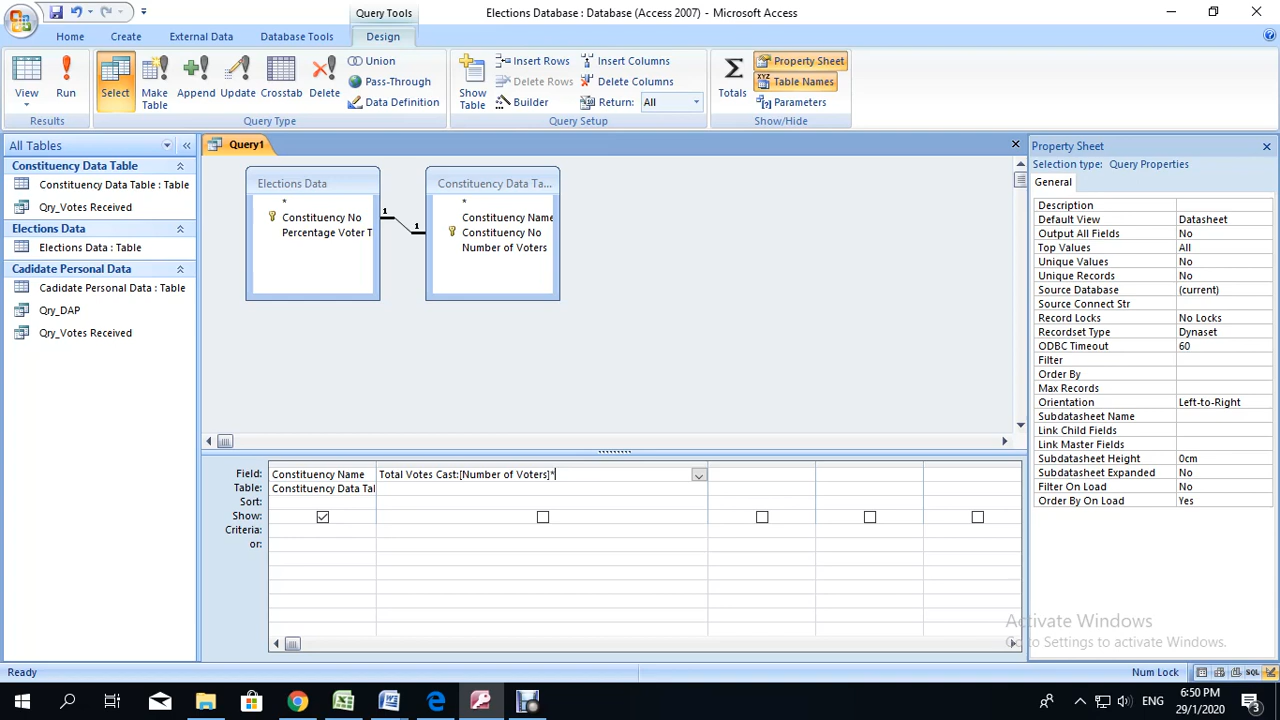 Query Tools
Elections Database : Database (Access 2007) - Microsoft Access
Home Create External Data Database Tools Design
View
Run
Results
Select
Make Table
Append
Update
Crosstab
Delete
Union
Pass-Through
Data Definition
Query Type
Show Table
Insert Rows
Delete Rows
Builder
Insert Columns
Delete Columns
Return: All
Query Setup
Totals
Property Sheet
Table Names
Parameters
Show/Hide
All Tables
Constituency Data Table
Constituency Data Table : Table
Qry_Votes Received
Elections Data
Elections Data : Table
Cadidate Personal Data
Cadidate Personal Data : Table
Qry_DAP
Qry_Votes Received
Query1
Elections Data
*
Constituency No
Percentage Voter T
1
1
Constituency Data Ta...
*
Constituency Name
Constituency No
Number of Voters
Field: Constituency Name Total Votes Cast:[Number of Voters]*
Table: Constituency Data Tal
Sort:
Show:
Criteria:
or:
Property Sheet
Selection type: Query Properties
General
Description
Default View Datasheet
Output All Fields No
Top Values All
Unique Values No
Unique Records No
Source Database (current)
Source Connect Str
Record Locks No Locks
Recordset Type Dynaset
ODBC Timeout 60
Filter
Order By
Max Records
Orientation Left-to-Right
Subdatasheet Name
Link Child Fields
Link Master Fields
Subdatasheet Height 0cm
Subdatasheet Expanded No
Filter On Load No
Order By On Load Yes
Activate Windows
Go to Settings to activate Windows.
Ready
Num Lock
SQL
ENG
6:50 PM
29/1/2020
3